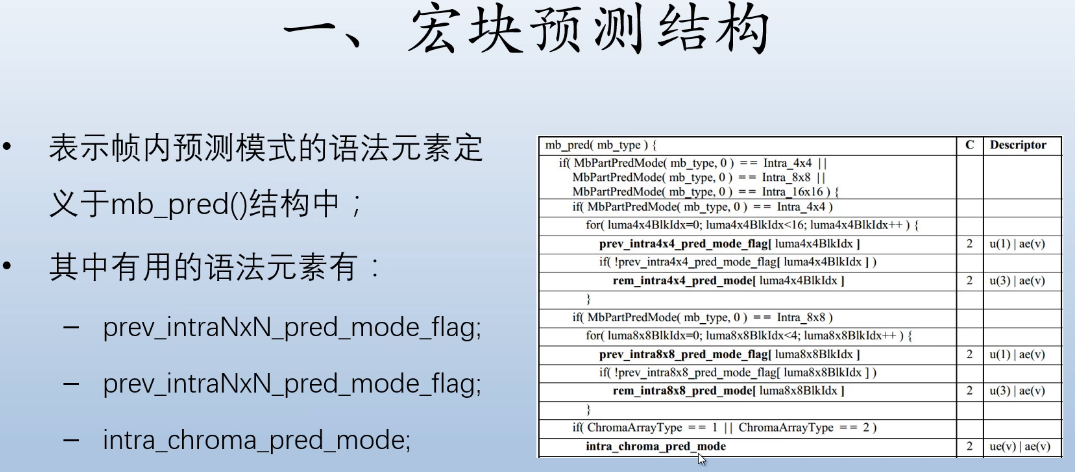 一、宏块预测结构
• 表示帧内预测模式的语法元素定
义于mb_pred()结构中；
• 其中有用的语法元素有：
– prev_intraNxN_pred_mode_flag;
– prev_intraNxN_pred_mode_flag;
– intra_chroma_pred_mode;
mb_pred( mb_type ) { C Descriptor
if( MbPartPredMode( mb_type, 0 ) = = Intra_4x4 | |
MbPartPredMode( mb_type, 0 ) = = Intra_8x8 | |
MbPartPredMode( mb_type, 0 ) = = Intra_16x16 ) {
if( MbPartPredMode( mb_type, 0 ) = = Intra_4x4 )
for( luma4x4BlkIdx=0; luma4x4BlkIdx<16; luma4x4BlkIdx++ ) {
prev_intra4x4_pred_mode_flag[ luma4x4BlkIdx ] 2 u(1) | ae(v)
if( !prev_intra4x4_pred_mode_flag[ luma4x4BlkIdx ] )
rem_intra4x4_pred_mode[ luma4x4BlkIdx ] 2 u(3) | ae(v)
}
if( MbPartPredMode( mb_type, 0 ) = = Intra_8x8 )
for( luma8x8BlkIdx=0; luma8x8BlkIdx<4; luma8x8BlkIdx++ ) {
prev_intra8x8_pred_mode_flag[ luma8x8BlkIdx ] 2 u(1) | ae(v)
if( !prev_intra8x8_pred_mode_flag[ luma8x8BlkIdx ] )
rem_intra8x8_pred_mode[ luma8x8BlkIdx ] 2 u(3) | ae(v)
}
if( ChromaArrayType = = 1 | | ChromaArrayType = = 2 )
intra_chroma_pred_mode 2 ue(v) | ae(v)